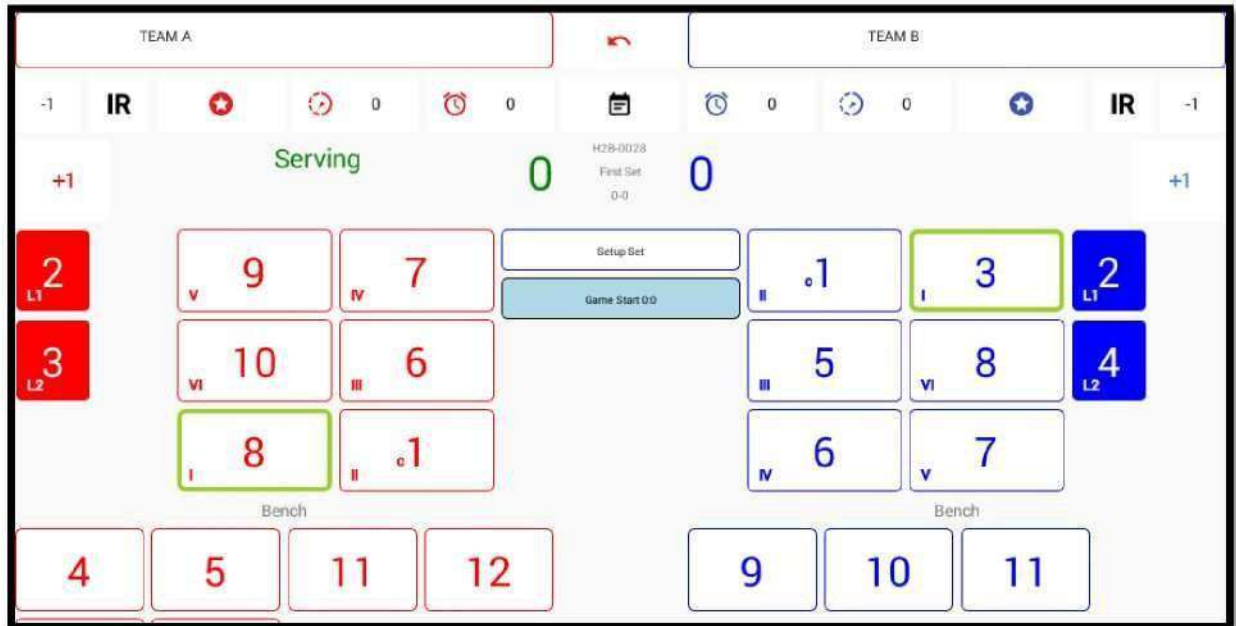 TEAM A TEAM B
-1 IR 0 0 0 0 IR -1
+1 Serving 0 H28-0028 0 +1
First Set
0-0
2 L1 9 V 7 IV Setup Set c1 II 3 I 2 L1
Game Start 0:0
3 L2 10 VI 6 III 5 III 8 VI 4 L2
8 I c1 II 6 IV 7 V
Bench Bench
4 5 11 12 9 10 11